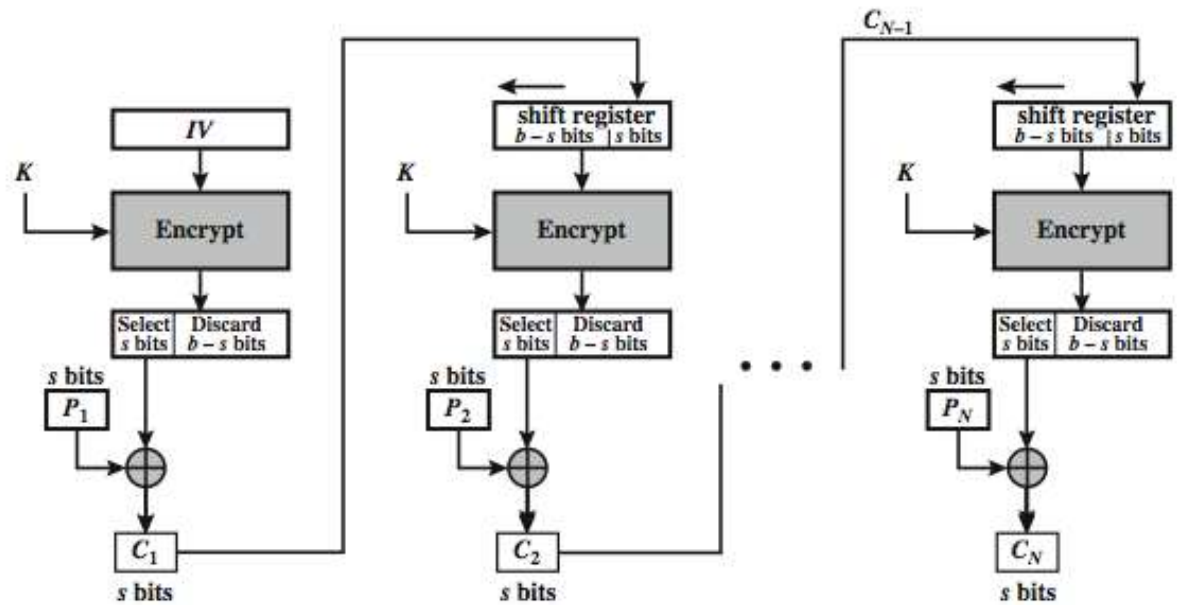 C_{N-1}
IV
K
Encrypt
Select
s bits
Discard
b – s bits
s bits
P_1
C_1
s bits
shift register
b – s bits | s bits
K
Encrypt
Select
s bits
Discard
b – s bits
s bits
P_2
C_2
s bits
• • •
shift register
b – s bits | s bits
K
Encrypt
Select
s bits
Discard
b – s bits
s bits
P_N
C_N
s bits